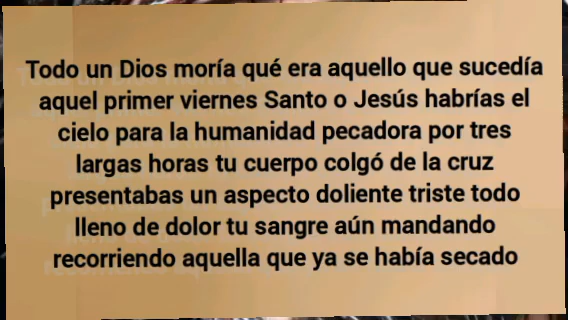 Todo un Dios moría qué era aquello que sucedía
aquel primer viernes Santo o Jesús habrías el
cielo para la humanidad pecadora por tres
largas horas tu cuerpo colgó de la cruz
presentabas un aspecto doliente triste todo
lleno de dolor tu sangre aún mandando
recorriendo aquella que ya se había secado